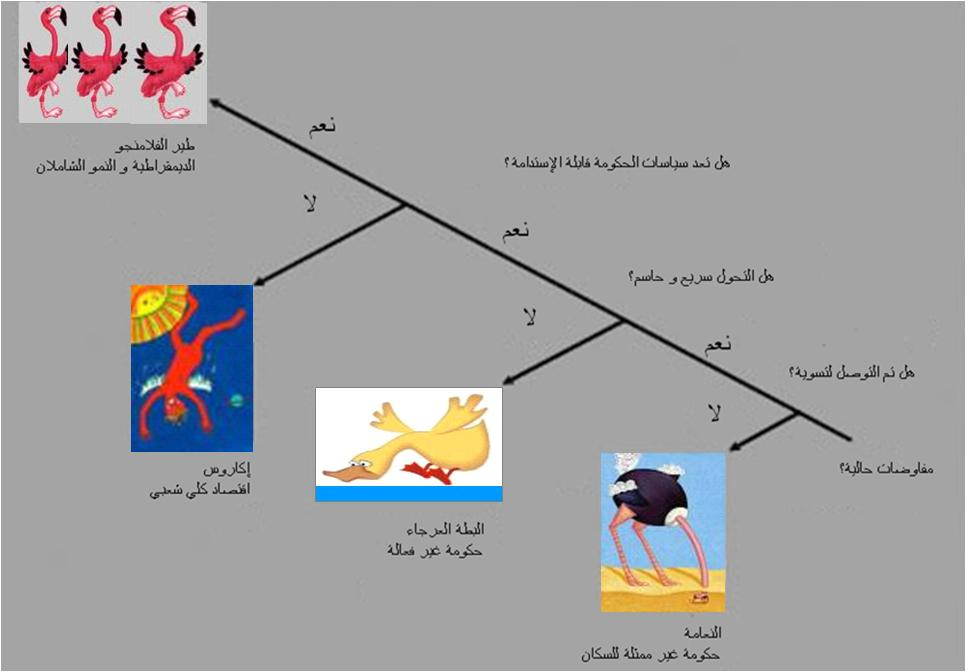 نعم
طير الفلامنجو
الديمقراطية و النمو الشاملان
هل تعد سياسات الحكومة قابلة الإستدامة؟
لا
نعم
هل التحول سريع و حاسم؟
لا
نعم
هل تم التوصل لتسوية؟
لا
إكاروس
اقتصاد كلي شعبي
مفاوضات حالية؟
البطة العرجاء
حكومة غير فعالة
النعامة
حكومة غير ممثلة للسكان